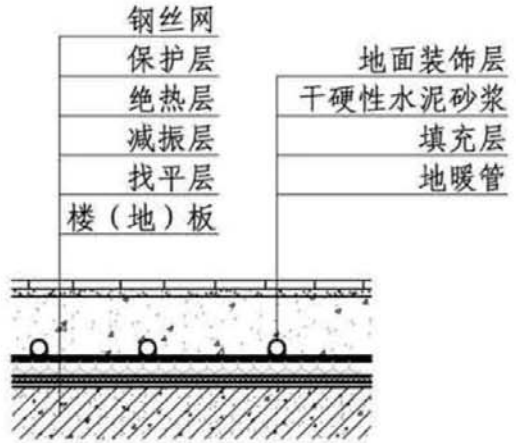 钢丝网
保护层
绝热层
减振层
找平层
楼（地）板
地面装饰层
干硬性水泥砂浆
填充层
地暖管